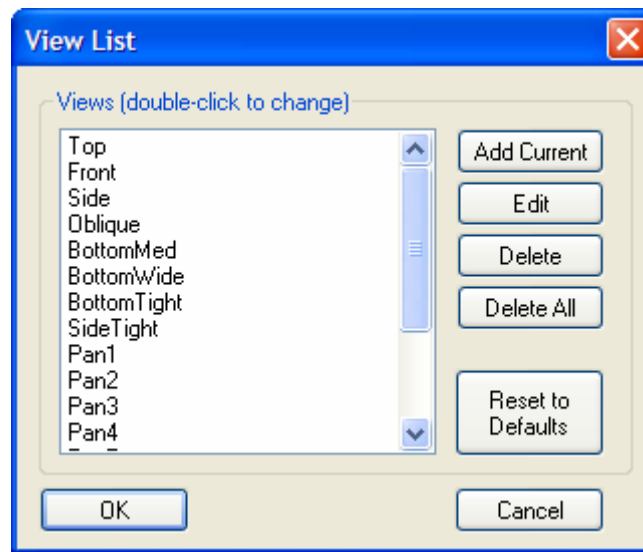 View List
Views (double-click to change)
Top
Front
Side
Oblique
BottomMed
BottomWide
BottomTight
SideTight
Pan1
Pan2
Pan3
Pan4
Add Current
Edit
Delete
Delete All
Reset to
Defaults
OK
Cancel